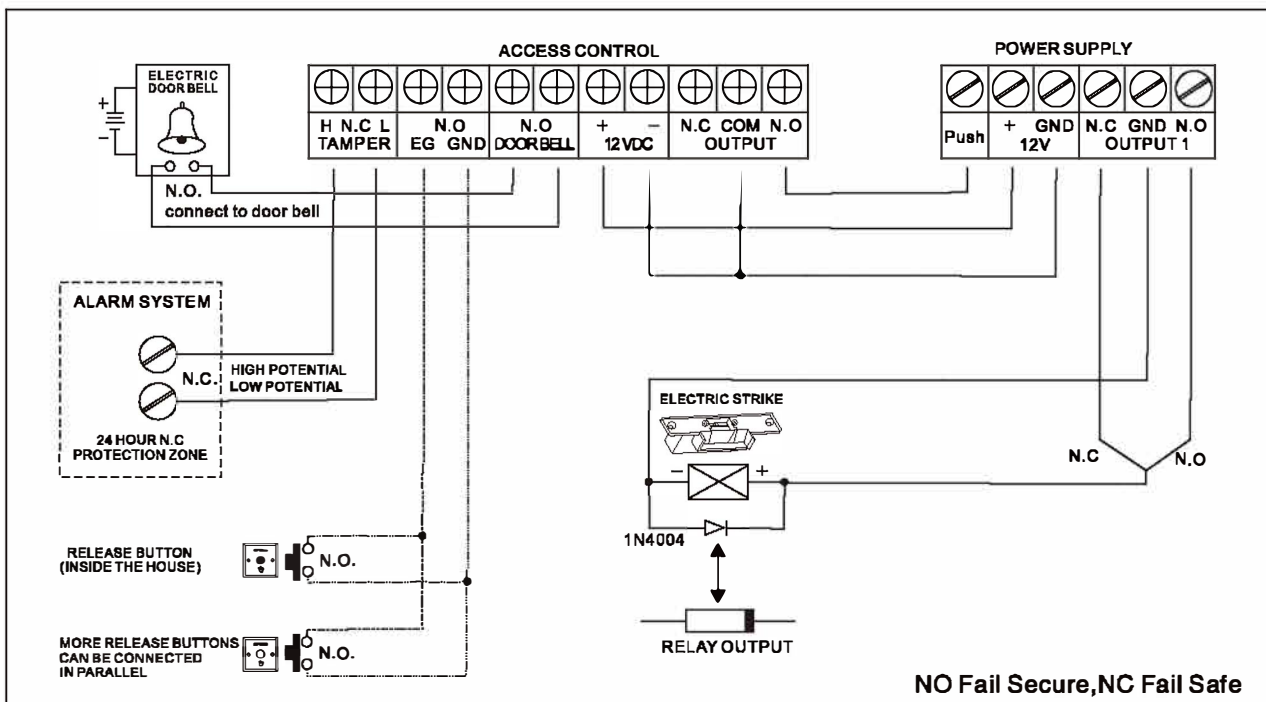 ACCESS CONTROL
POWER SUPPLY
ELECTRIC
DOOR BELL
+
−
H N.C L
TAMPER
N.O
EG GND
N.O
DOOR BELL
+ −
12VDC
N.C COM N.O
OUTPUT
Push
+ GND
12V
N.C GND N.O
OUTPUT 1
N.O.
connect to door bell
ALARM SYSTEM
N.C.
HIGH POTENTIAL
LOW POTENTIAL
24 HOUR N.C
PROTECTION ZONE
ELECTRIC STRIKE
− +
N.C N.O
1N4004
RELAY OUTPUT
RELEASE BUTTON
(INSIDE THE HOUSE)
N.O.
MORE RELEASE BUTTONS
CAN BE CONNECTED
IN PARALLEL
N.O.
NO Fail Secure,NC Fail Safe